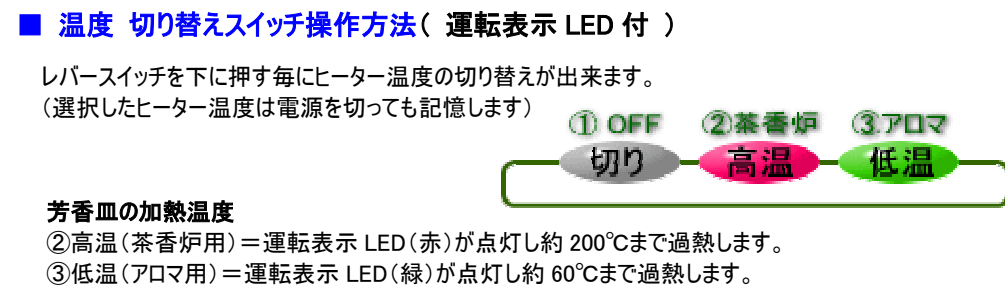 ■ 温度 切り替えスイッチ操作方法( 運転表示 LED 付 )
レバースイッチを下に押す毎にヒーター温度の切り替えが出来ます。
(選択したヒーター温度は電源を切っても記憶します)
① OFF ②茶香炉 ③アロマ
切り 高温 低温
芳香皿の加熱温度
②高温(茶香炉用)=運転表示 LED(赤)が点灯し約 200℃まで過熱します。
③低温(アロマ用)=運転表示 LED(緑)が点灯し約 60℃まで過熱します。